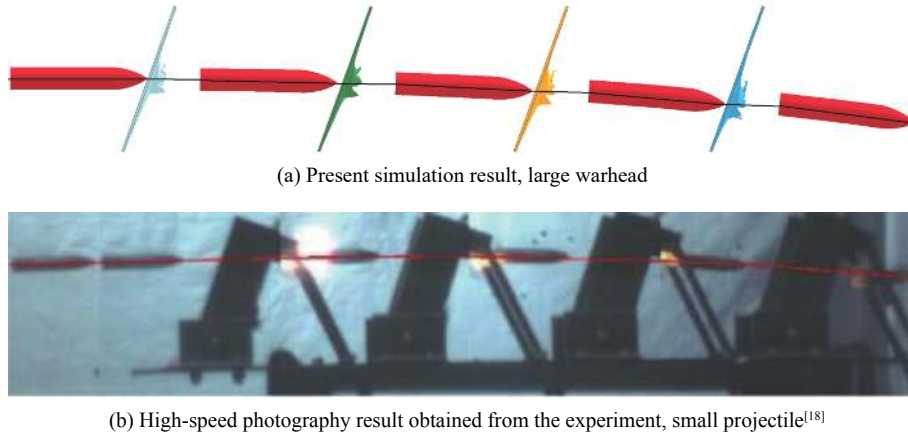 (a) Present simulation result, large warhead
(b) High-speed photography result obtained from the experiment, small projectile[18]